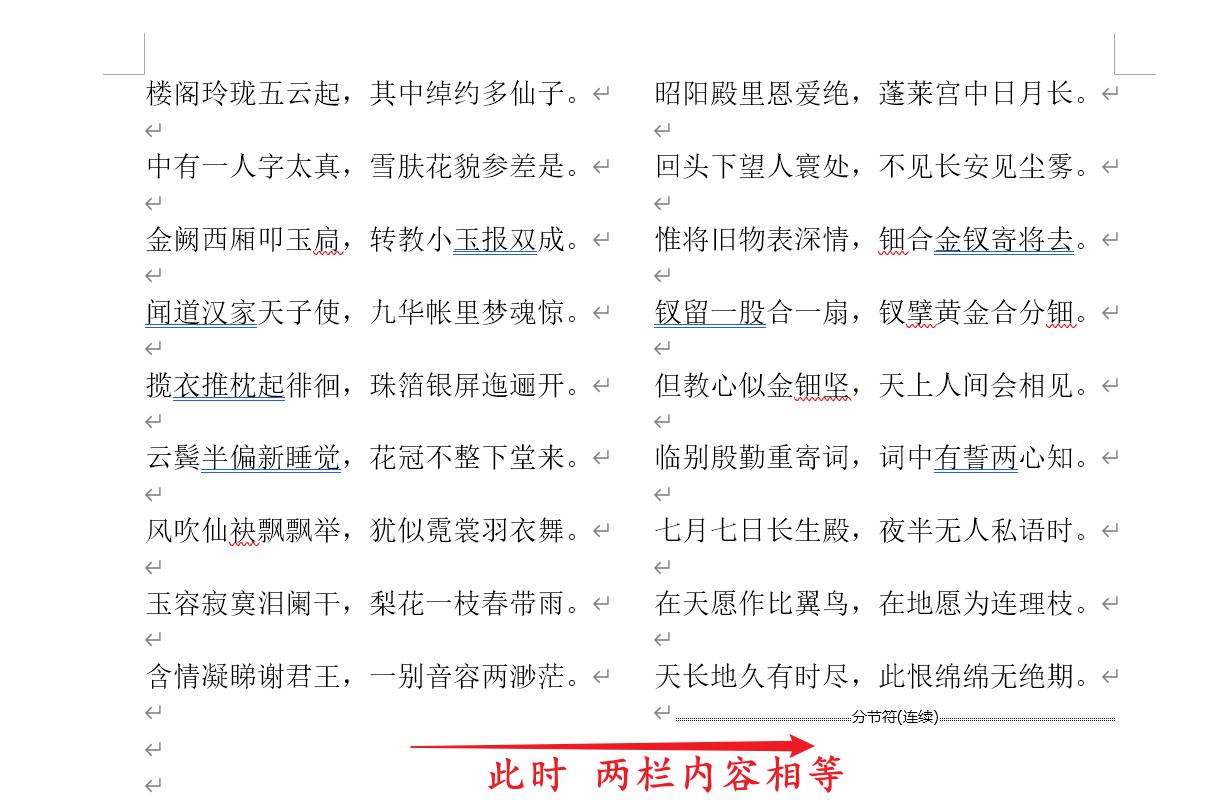 楼阁玲珑五云起，其中绰约多仙子。
中有一人字太真，雪肤花貌参差是。
金阙西厢叩玉扃，转教小玉报双成。
闻道汉家天子使，九华帐里梦魂惊。
揽衣推枕起徘徊，珠箔银屏迤逦开。
云鬓半偏新睡觉，花冠不整下堂来。
风吹仙袂飘飘举，犹似霓裳羽衣舞。
玉容寂寞泪阑干，梨花一枝春带雨。
含情凝睇谢君王，一别音容两渺茫。
昭阳殿里恩爱绝，蓬莱宫中日月长。
回头下望人寰处，不见长安见尘雾。
惟将旧物表深情，钿合金钗寄将去。
钗留一股合一扇，钗擘黄金合分钿。
但教心似金钿坚，天上人间会相见。
临别殷勤重寄词，词中有誓两心知。
七月七日长生殿，夜半无人私语时。
在天愿作比翼鸟，在地愿为连理枝。
天长地久有时尽，此恨绵绵无绝期。
分节符(连续)
此时 两栏内容相等